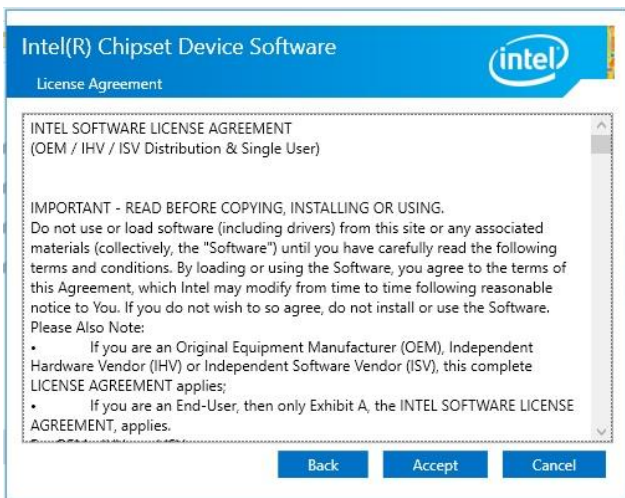 Intel(R) Chipset Device Software
intel
License Agreement
INTEL SOFTWARE LICENSE AGREEMENT
(OEM / IHV / ISV Distribution & Single User)
IMPORTANT - READ BEFORE COPYING, INSTALLING OR USING.
Do not use or load software (including drivers) from this site or any associated
materials (collectively, the "Software") until you have carefully read the following
terms and conditions. By loading or using the Software, you agree to the terms of
this Agreement, which Intel may modify from time to time following reasonable
notice to You. If you do not wish to so agree, do not install or use the Software.
Please Also Note:
• If you are an Original Equipment Manufacturer (OEM), Independent
Hardware Vendor (IHV) or Independent Software Vendor (ISV), this complete
LICENSE AGREEMENT applies;
• If you are an End-User, then only Exhibit A, the INTEL SOFTWARE LICENSE
AGREEMENT, applies.
Back Accept Cancel